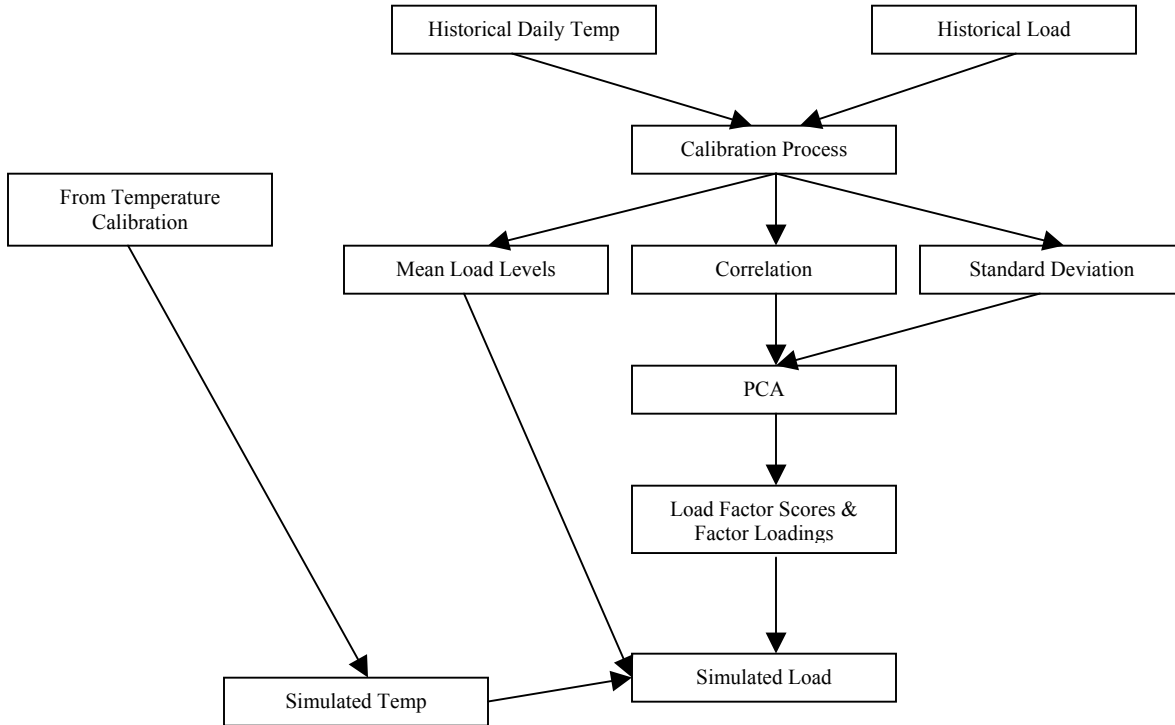 Historical Daily Temp
Historical Load
Calibration Process
From Temperature
Calibration
Mean Load Levels
Correlation
Standard Deviation
PCA
Load Factor Scores &
Factor Loadings
Simulated Load
Simulated Temp